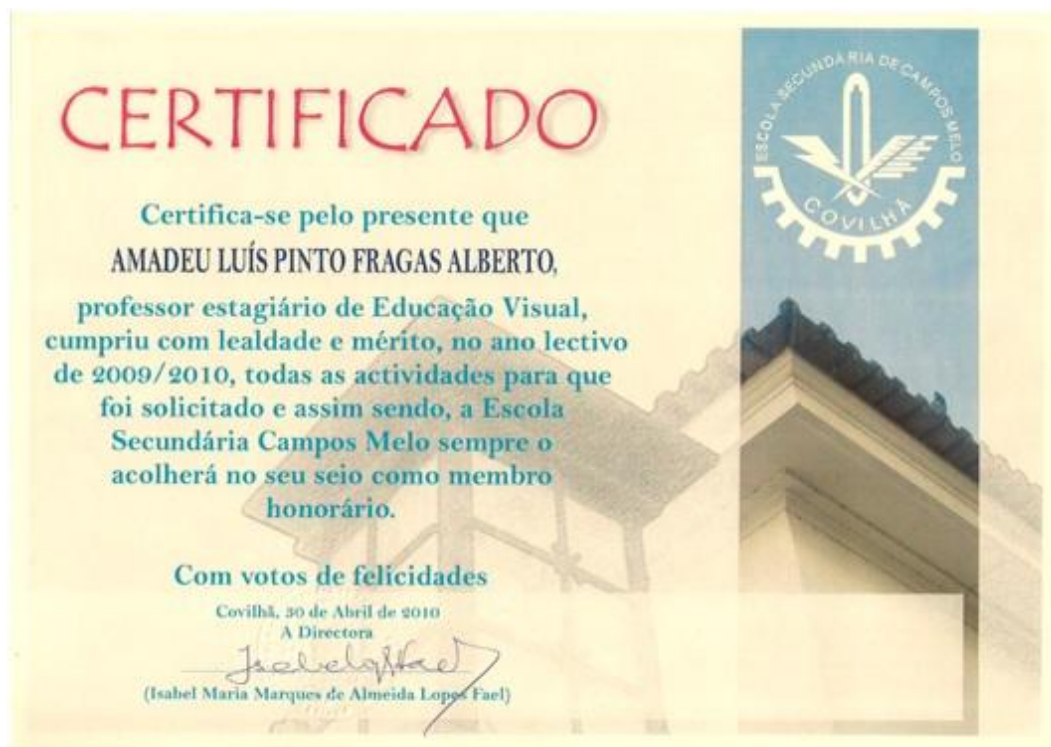 CERTIFICADO
ESCOLA SECUNDÁRIA DE CAMPOS MELO
COVILHÃ
Certifica-se pelo presente que
AMADEU LUÍS PINTO FRAGAS ALBERTO,
professor estagiário de Educação Visual,
cumpriu com lealdade e mérito, no ano lectivo
de 2009/2010, todas as actividades para que
foi solicitado e assim sendo, a Escola
Secundária Campos Melo sempre o
acolherá no seu seio como membro
honorário.
Com votos de felicidades
Covilhã, 30 de Abril de 2010
A Directora
(Isabel Maria Marques de Almeida Lopes Fael)